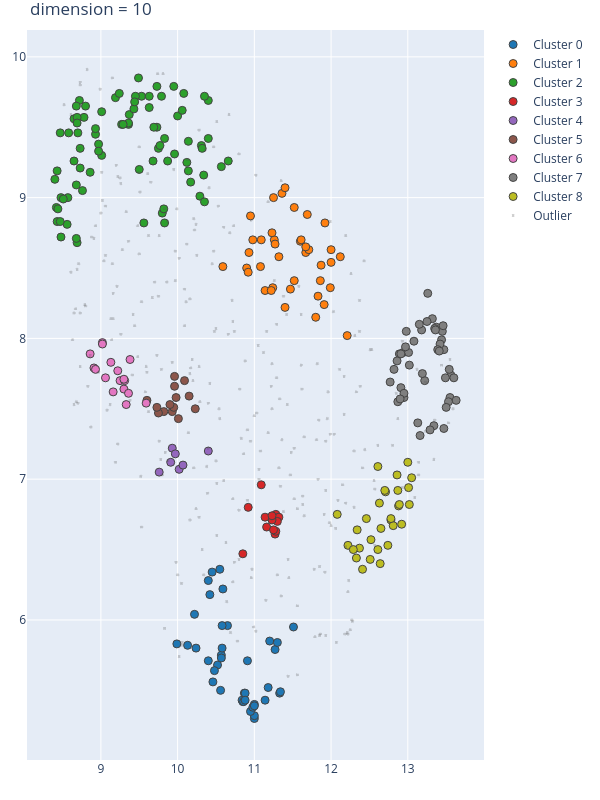 dimension = 10
10
9
8
7
6
9
10
11
12
13
Cluster 0
Cluster 1
Cluster 2
Cluster 3
Cluster 4
Cluster 5
Cluster 6
Cluster 7
Cluster 8
Outlier